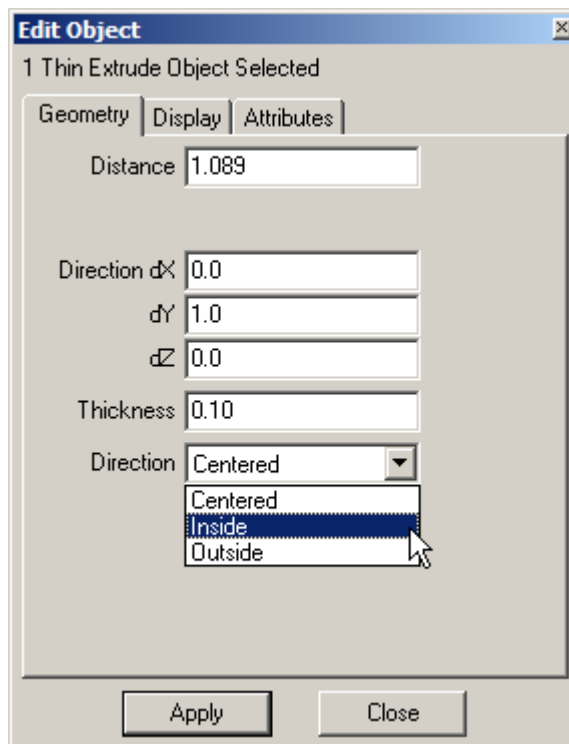 Edit Object
1 Thin Extrude Object Selected
Geometry Display Attributes
Distance 1.089
Direction dX 0.0
dY 1.0
dZ 0.0
Thickness 0.10
Direction Centered
Centered
Inside
Outside
Apply Close